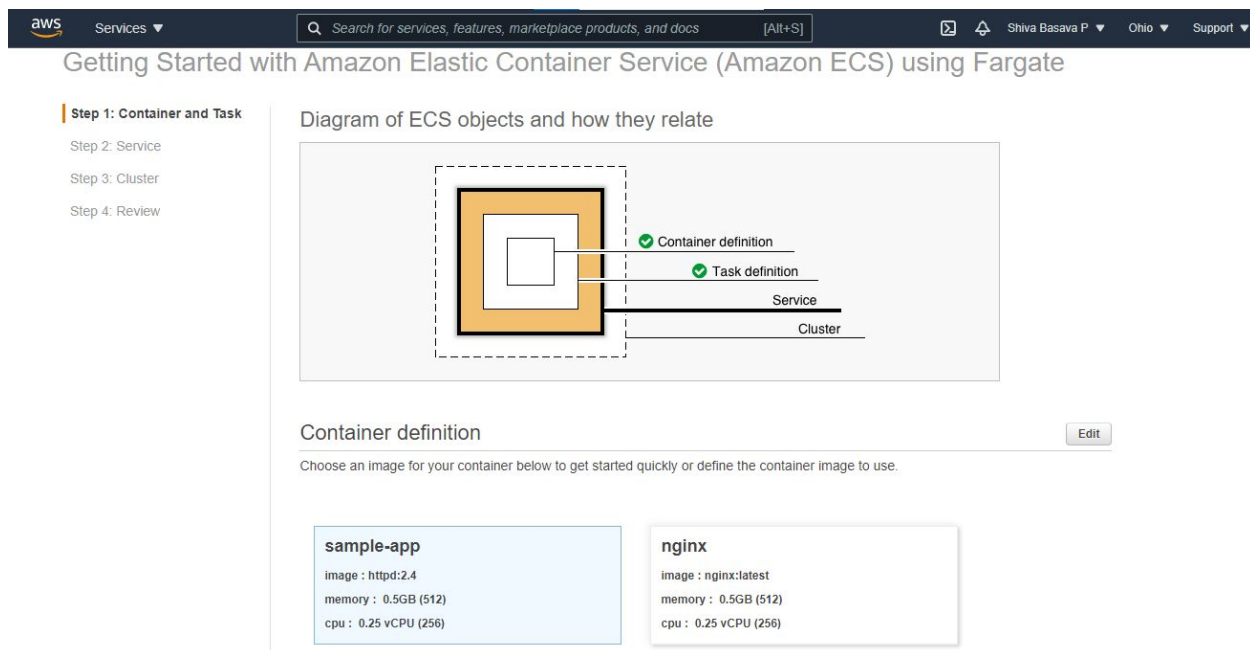 aws Services ▼ Search for services, features, marketplace products, and docs [Alt+S] Shiva Basava P ▼ Ohio ▼ Support ▼
Getting Started with Amazon Elastic Container Service (Amazon ECS) using Fargate
Step 1: Container and Task
Step 2: Service
Step 3: Cluster
Step 4: Review
Diagram of ECS objects and how they relate
Container definition
Task definition
Service
Cluster
Container definition Edit
Choose an image for your container below to get started quickly or define the container image to use.
sample-app
image : httpd:2.4
memory : 0.5GB (512)
cpu : 0.25 vCPU (256)
nginx
image : nginx:latest
memory : 0.5GB (512)
cpu : 0.25 vCPU (256)